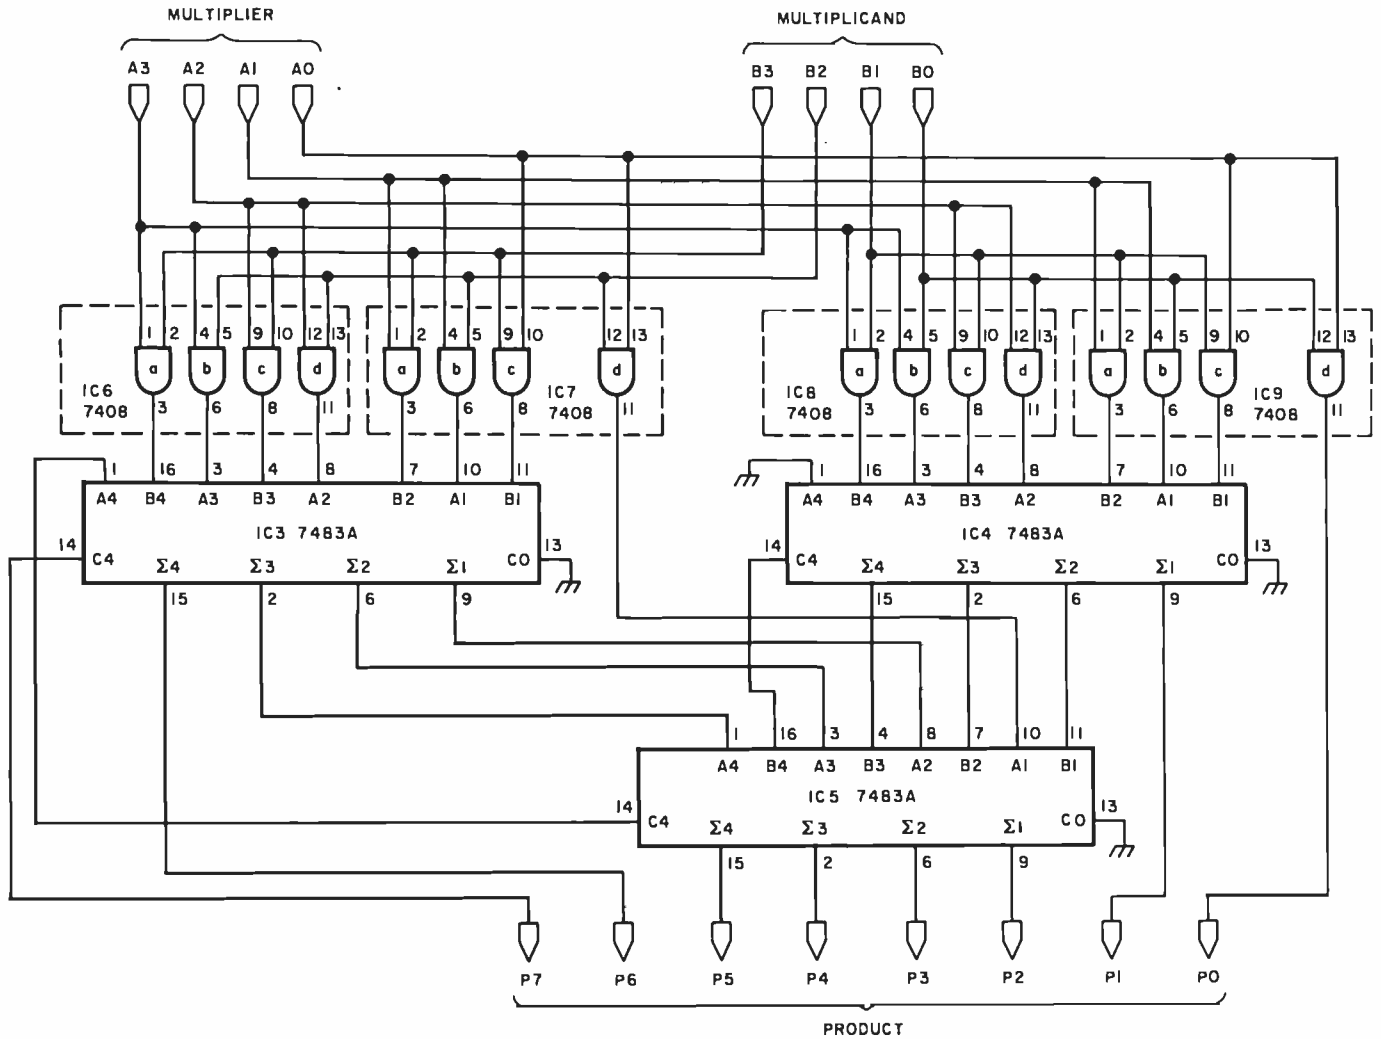 MULTIPLIER
MULTIPLICAND
A3 A2 A1 A0
B3 B2 B1 B0
1 2 4 5 9 10 12 13
1 2 4 5 9 10 12 13
1 2 4 5 9 10 12 13
1 2 4 5 9 10 12 13
a b c d
a b c d
a b c d
a b c d
IC6
7408
IC7
7408
IC8
7408
IC9
7408
3 6 8 11
3 6 8 11
3 6 8 11
3 6 8 11
1 16 3 4 8 7 10 11
1 16 3 4 8 7 10 11
A4 B4 A3 B3 A2 B2 A1 B1
A4 B4 A3 B3 A2 B2 A1 B1
IC3 7483A
IC4 7483A
14 C4 Σ4 Σ3 Σ2 Σ1 CO 13
14 C4 Σ4 Σ3 Σ2 Σ1 CO 13
15 2 6 9
15 2 6 9
1 16 3 4 8 7 10 11
A4 B4 A3 B3 A2 B2 A1 B1
IC5 7483A
14 C4 Σ4 Σ3 Σ2 Σ1 CO 13
15 2 6 9
P7 P6 P5 P4 P3 P2 P1 P0
PRODUCT